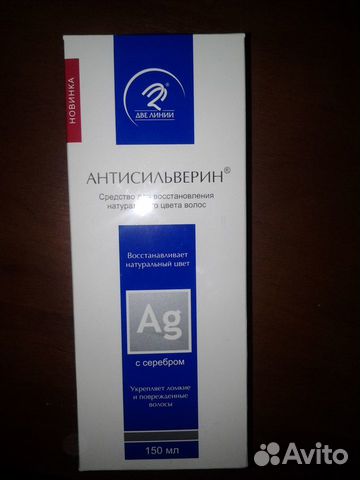 НОВИНКА
ДВЕ ЛИНИИ®
АНТИСИЛЬВЕРИН®
Средство для восстановления
натурального цвета волос
Восстанавливает
натуральный цвет
Ag
с серебром
Укрепляет ломкие
и поврежденные
волосы
150 мл
Avito